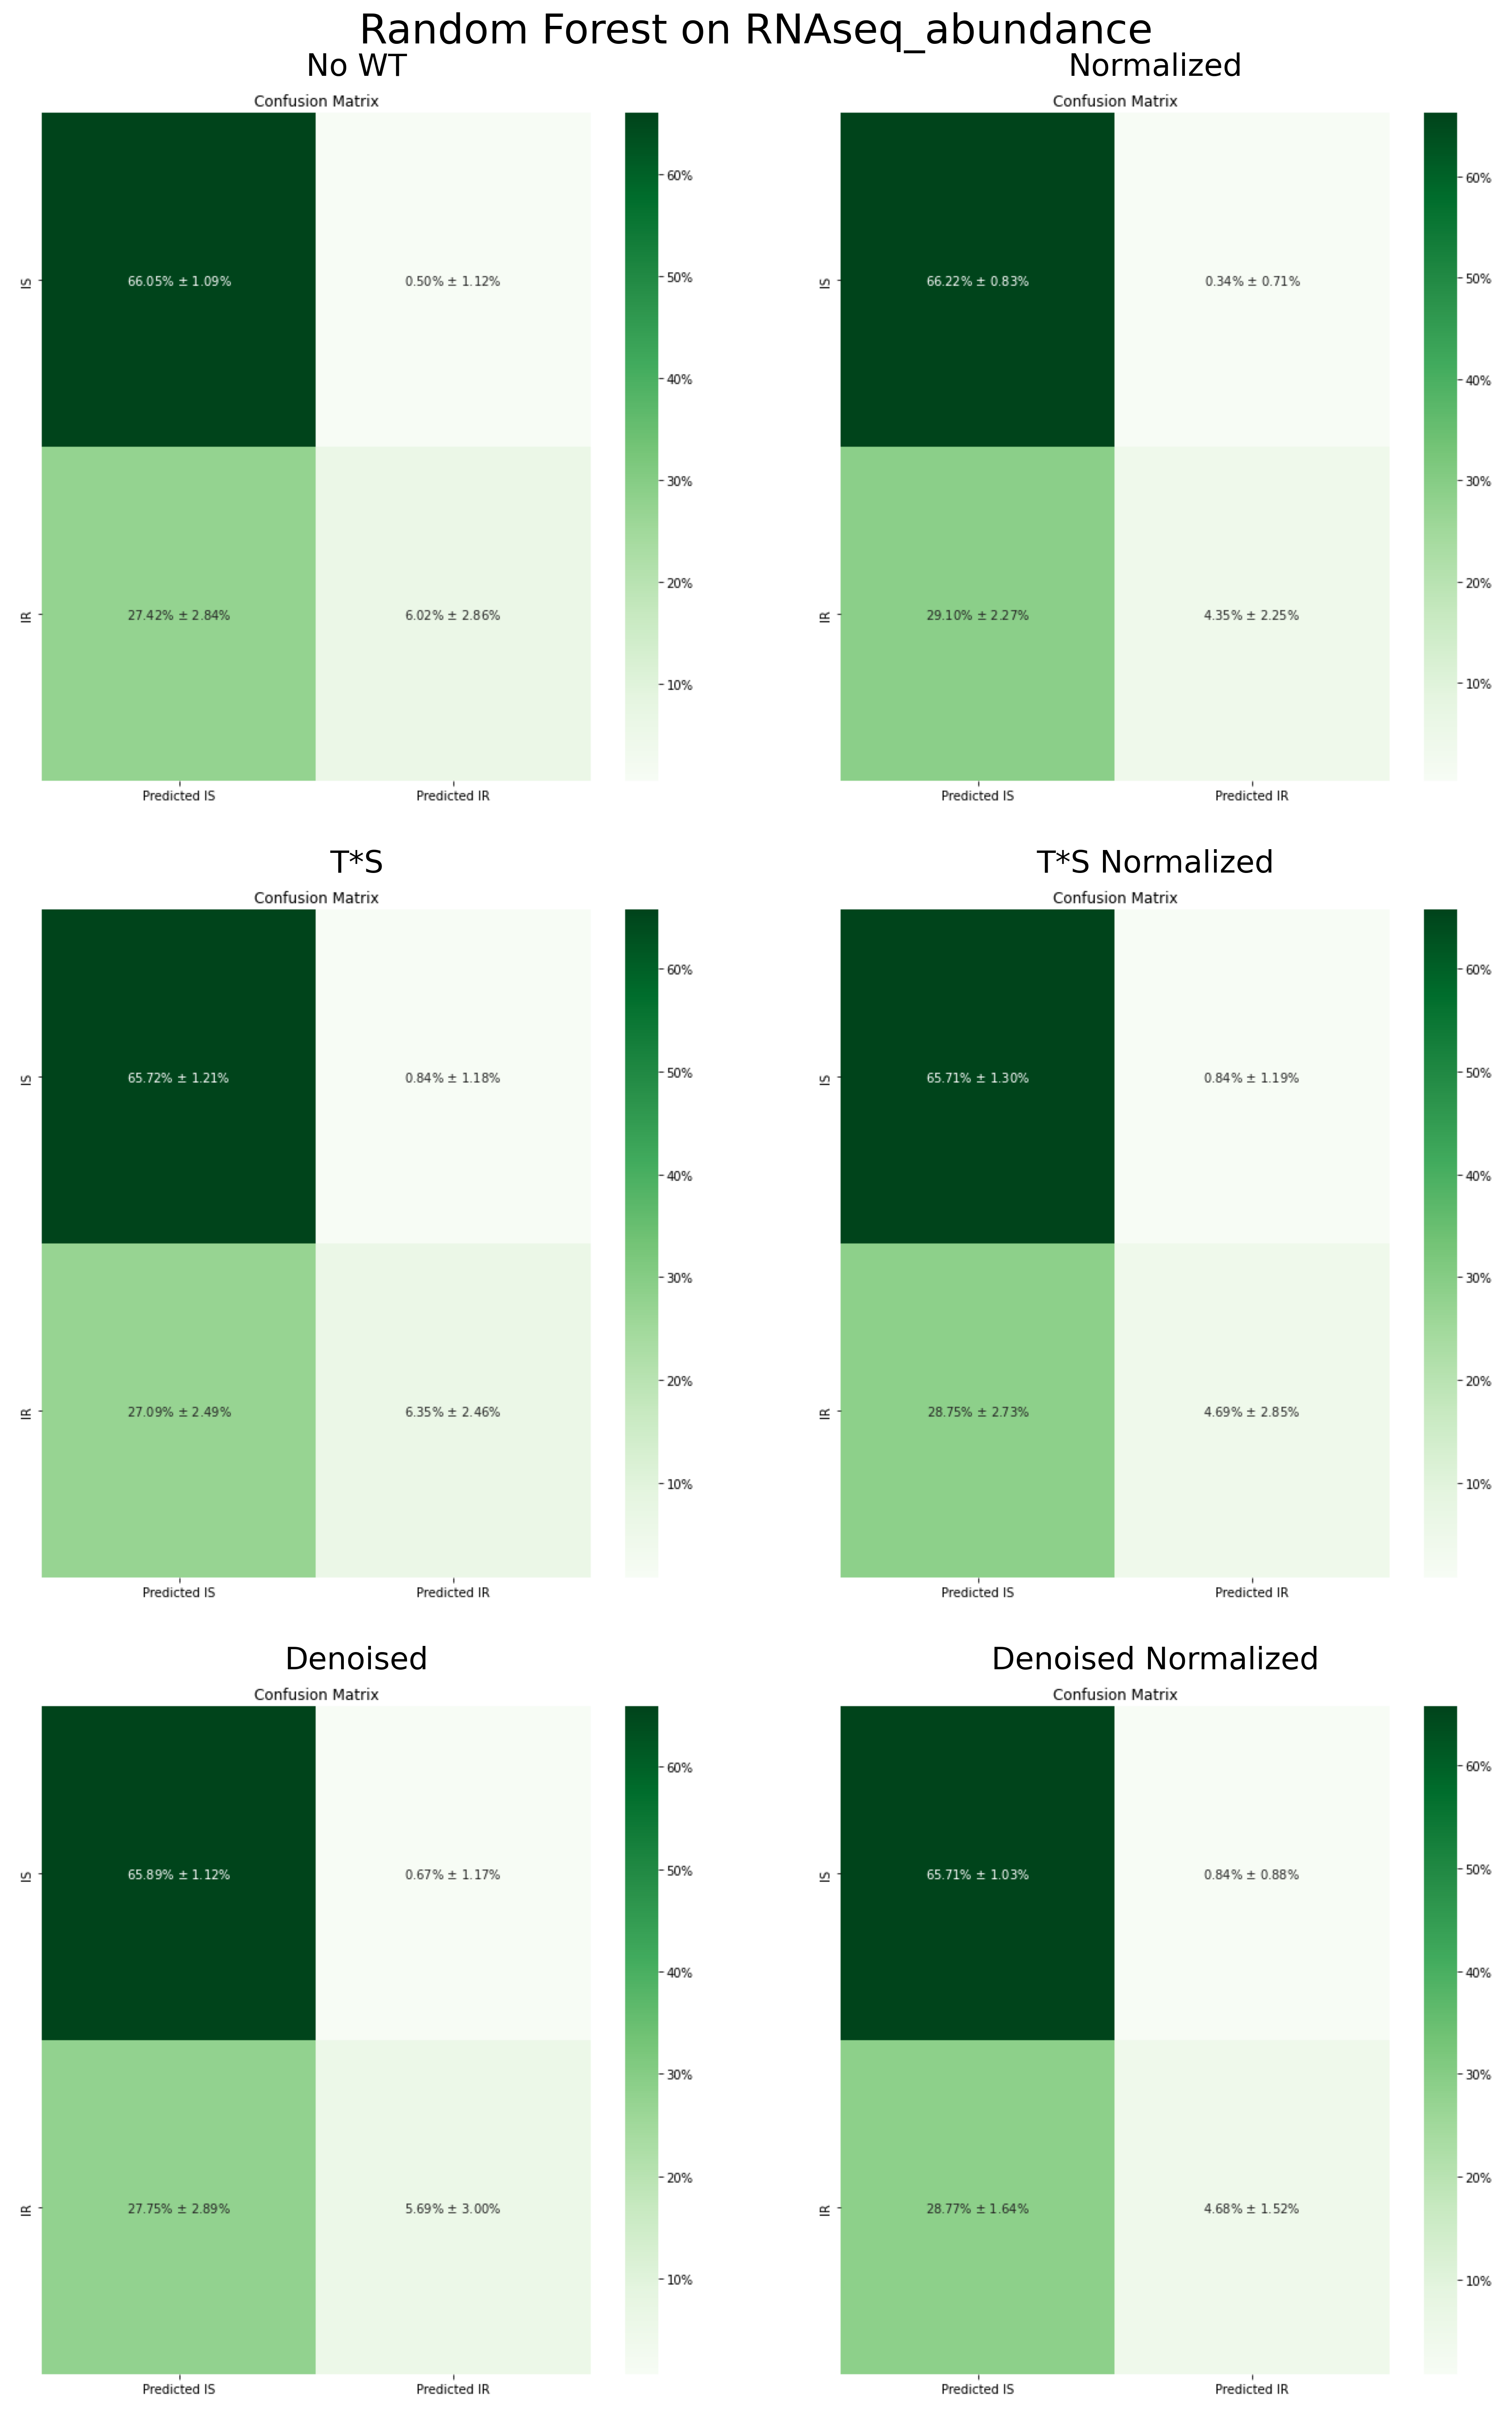 Random Forest on RNAseq_abundance
No WT
Confusion Matrix
60%
50%
40%
30%
20%
10%
IS
66.05% ± 1.09%
0.50% ± 1.12%
IR
27.42% ± 2.84%
6.02% ± 2.86%
Predicted IS
Predicted IR
Normalized
Confusion Matrix
60%
50%
40%
30%
20%
10%
IS
66.22% ± 0.83%
0.34% ± 0.71%
IR
29.10% ± 2.27%
4.35% ± 2.25%
Predicted IS
Predicted IR
T*S
Confusion Matrix
60%
50%
40%
30%
20%
10%
IS
65.72% ± 1.21%
0.84% ± 1.18%
IR
27.09% ± 2.49%
6.35% ± 2.46%
Predicted IS
Predicted IR
T*S Normalized
Confusion Matrix
60%
50%
40%
30%
20%
10%
IS
65.71% ± 1.30%
0.84% ± 1.19%
IR
28.75% ± 2.73%
4.69% ± 2.85%
Predicted IS
Predicted IR
Denoised
Confusion Matrix
60%
50%
40%
30%
20%
10%
IS
65.89% ± 1.12%
0.67% ± 1.17%
IR
27.75% ± 2.89%
5.69% ± 3.00%
Predicted IS
Predicted IR
Denoised Normalized
Confusion Matrix
60%
50%
40%
30%
20%
10%
IS
65.71% ± 1.03%
0.84% ± 0.88%
IR
28.77% ± 1.64%
4.68% ± 1.52%
Predicted IS
Predicted IR